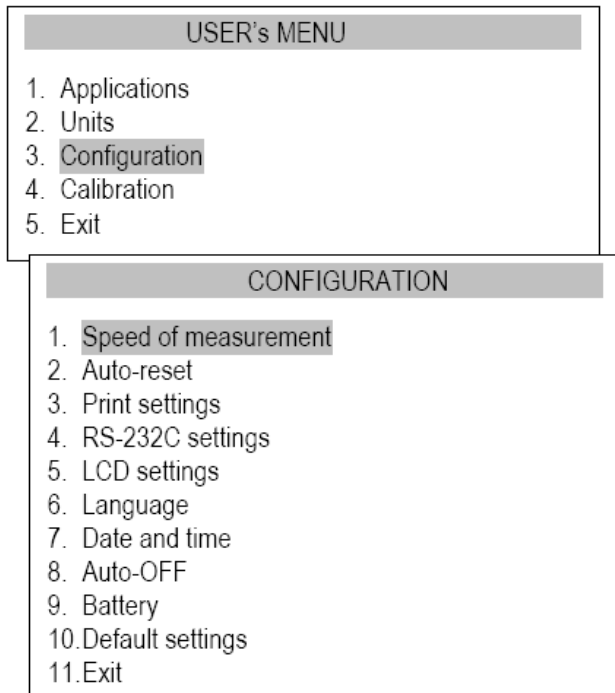 USER's MENU
1. Applications
2. Units
3. Configuration
4. Calibration
5. Exit
CONFIGURATION
1. Speed of measurement
2. Auto-reset
3. Print settings
4. RS-232C settings
5. LCD settings
6. Language
7. Date and time
8. Auto-OFF
9. Battery
10.Default settings
11.Exit